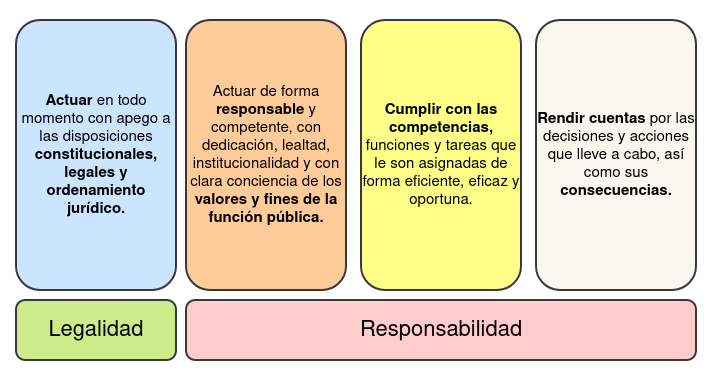 Actuar en todo
momento con apego a
las disposiciones
constitucionales,
legales y
ordenamiento
jurídico.
Actuar de forma
responsable y
competente, con
dedicación, lealtad,
institucionalidad y con
clara conciencia de los
valores y fines de la
función pública.
Cumplir con las
competencias,
funciones y tareas que
le son asignadas de
forma eficiente, eficaz y
oportuna.
Rendir cuentas por las
decisiones y acciones
que lleve a cabo, así
como sus
consecuencias.
Legalidad
Responsabilidad